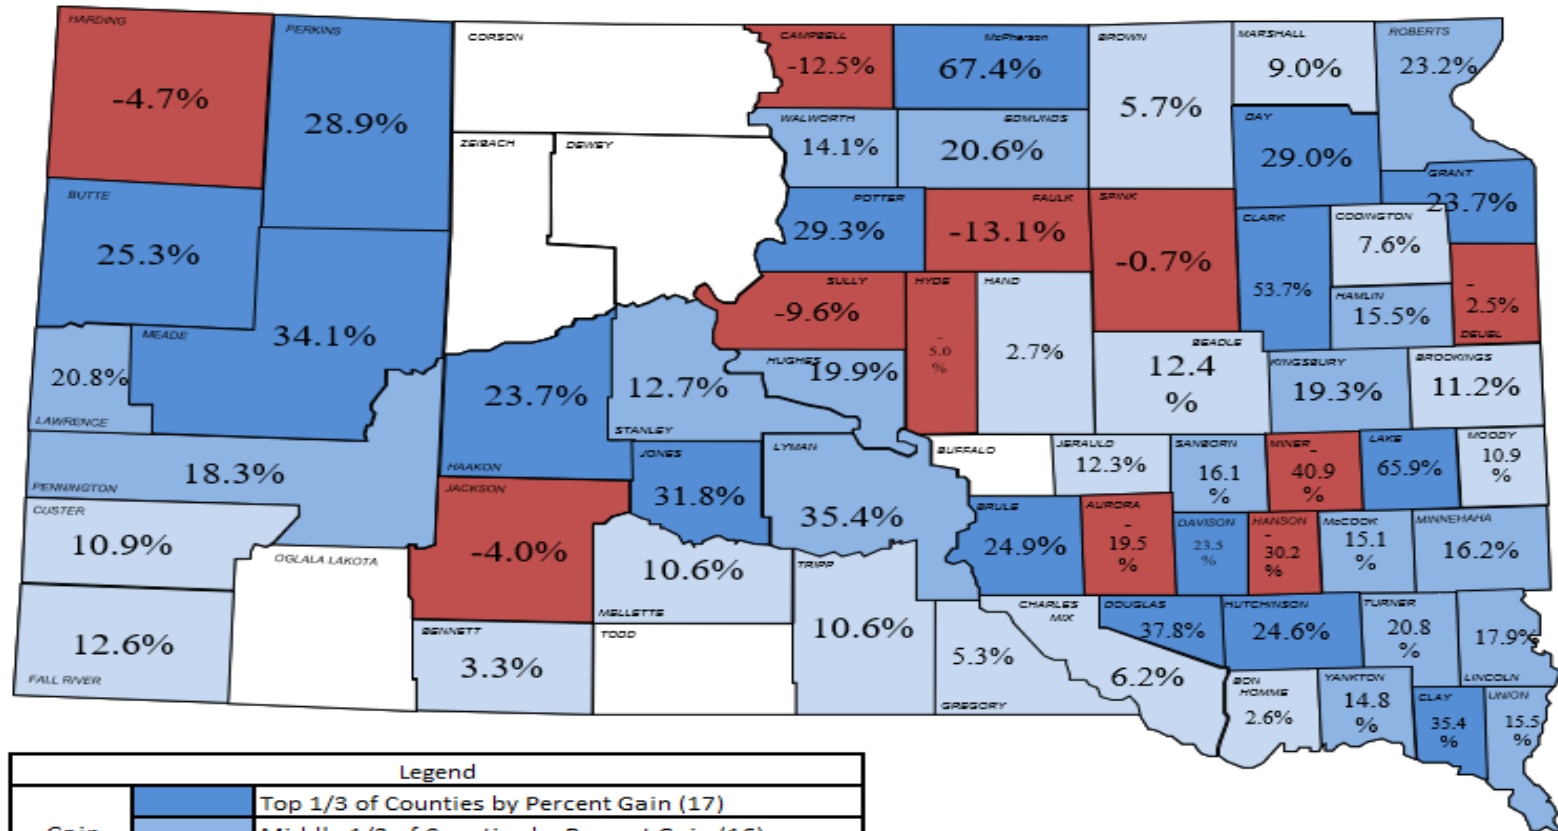 HARDING
-4.7%
PERKINS
28.9%
CORSON
CAMPBELL
-12.5%
McPherson
67.4%
BROWN
5.7%
MARSHALL
9.0%
ROBERTS
23.2%
ZEIBACH
DEWEY
WALWORTH
14.1%
EDMUNDS
20.6%
DAY
29.0%
GRANT
23.7%
BUTTE
25.3%
POTTER
29.3%
FAULK
-13.1%
SPINK
-0.7%
CLARK
53.7%
CODINGTON
7.6%
MEADE
34.1%
SULLY
-9.6%
HYDE
-
5.0
%
HAND
2.7%
HAMLIN
15.5%
-
2.5%
DEUEL
20.8%
LAWRENCE
HAAKON
23.7%
12.7%
STANLEY
HUGHES
19.9%
BEADLE
12.4
%
KINGSBURY
19.3%
BROOKINGS
11.2%
18.3%
PENNINGTON
JONES
31.8%
LYMAN
35.4%
BUFFALO
JERAULD
12.3%
SANBORN
16.1
%
MINER
-
40.9
%
LAKE
65.9%
MOODY
10.9
%
CUSTER
10.9%
OGLALA LAKOTA
JACKSON
-4.0%
10.6%
MELLETTE
BRULE
24.9%
AURORA
-
19.5
%
DAVISON
23.5
%
HANSON
-
30.2
%
McCOOK
15.1
%
MINNEHAHA
16.2%
12.6%
FALL RIVER
BENNETT
3.3%
TODD
TRIPP
10.6%
5.3%
GREGORY
CHARLES
MIX
6.2%
DOUGLAS
37.8%
HUTCHINSON
24.6%
TURNER
20.8
%
17.9%
LINCOLN
BON
HOMME
2.6%
YANKTON
14.8
%
CLAY
35.4
%
UNION
15.5
%
Legend
Top 1/3 of Counties by Percent Gain (17)